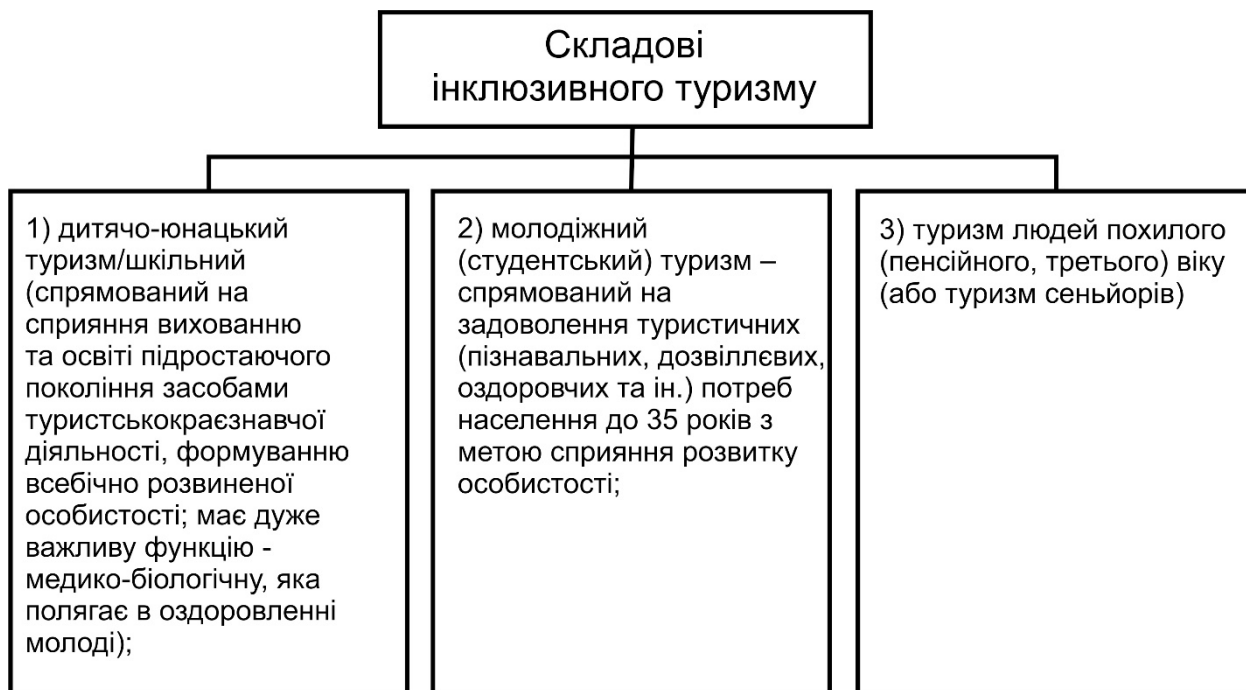 Складові
інклюзивного туризму
1) дитячо-юнацький
туризм/шкільний
(спрямований на
сприяння вихованню
та освіті підростаючого
покоління засобами
туристськокраєзнавчої
діяльності, формуванню
всебічно розвиненої
особистості; має дуже
важливу функцію -
медико-біологічну, яка
полягає в оздоровленні
молоді);
2) молодіжний
(студентський) туризм –
спрямований на
задоволення туристичних
(пізнавальних, дозвіллєвих,
оздоровчих та ін.) потреб
населення до 35 років з
метою сприяння розвитку
особистості;
3) туризм людей похилого
(пенсійного, третього) віку
(або туризм сеньйорів)